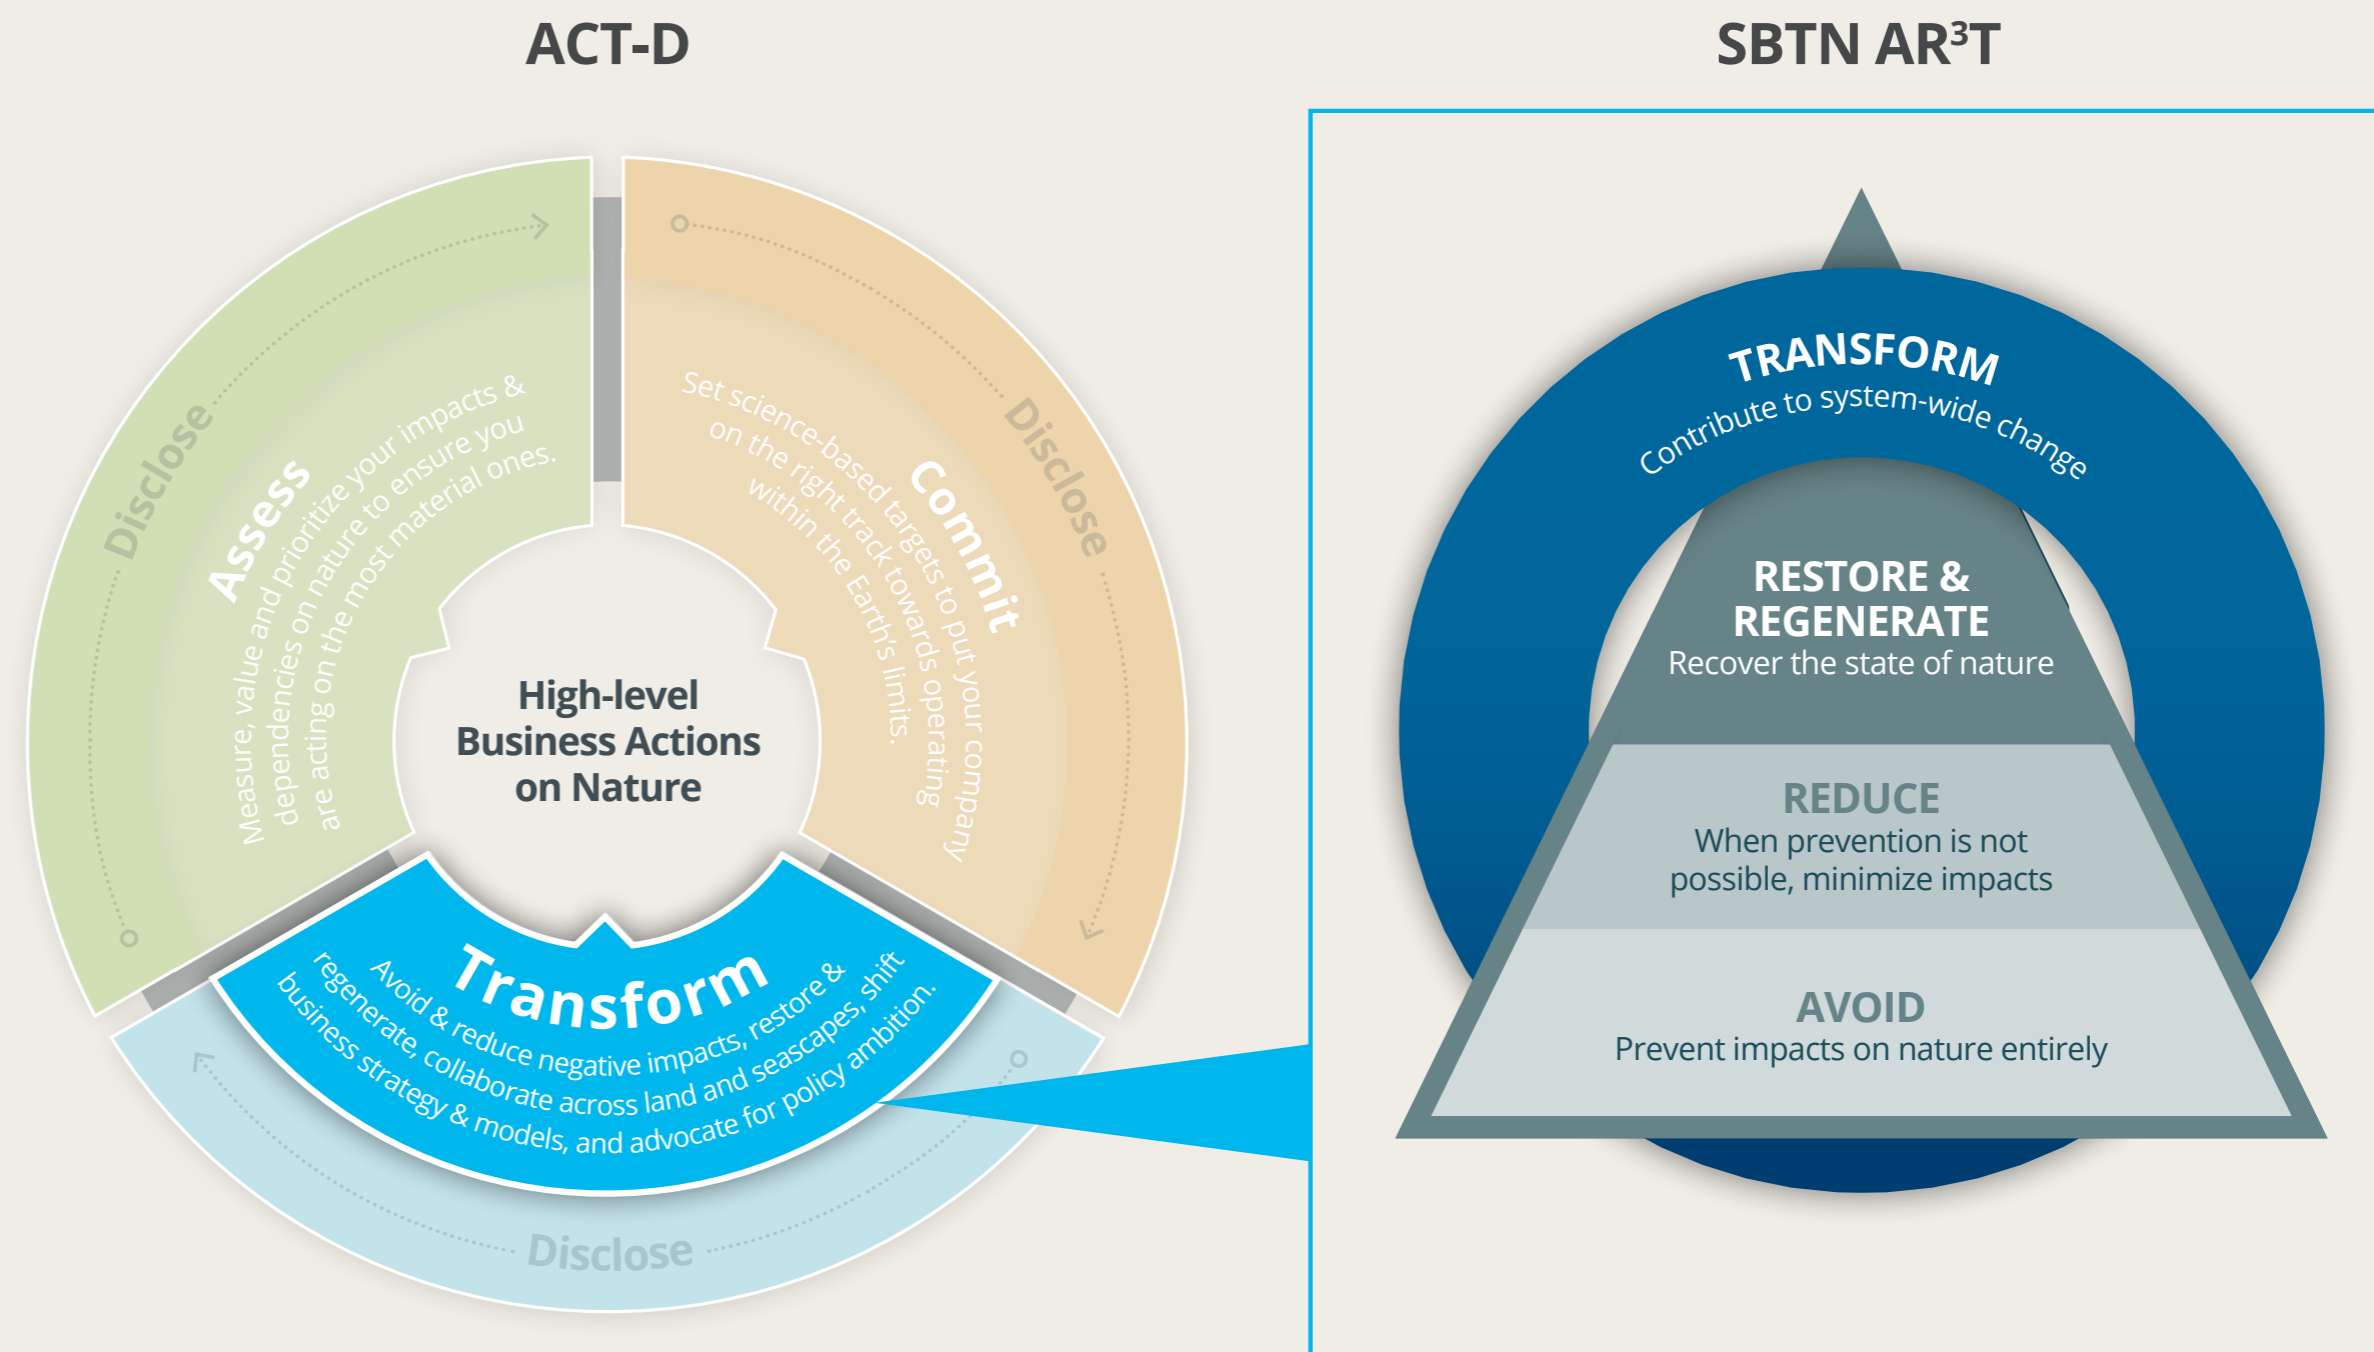 ACT-D
Disclose
Assess
Measure, value and prioritize your impacts &
dependencies on nature to ensure you
are acting on the most material ones.
Disclose
Commit
Set science-based targets to put your company
on the right track towards operating
within the Earth's limits.
High-level
Business Actions
on Nature
Transform
Avoid & reduce negative impacts, restore &
regenerate, collaborate across land and seascapes, shift
business strategy & models, and advocate for policy ambition.
Disclose
SBTN AR³T
TRANSFORM
Contribute to system-wide change
RESTORE &
REGENERATE
Recover the state of nature
REDUCE
When prevention is not
possible, minimize impacts
AVOID
Prevent impacts on nature entirely